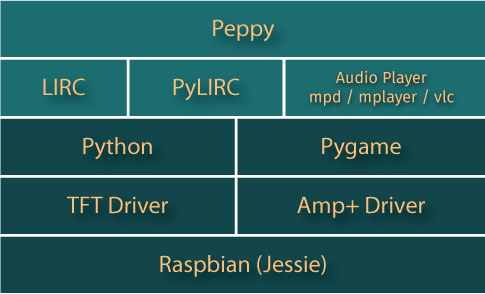 Peppy
LIRC
PyLIRC
Audio Player
mpd / mplayer / vlc
Python
Pygame
TFT Driver
Amp+ Driver
Raspbian (Jessie)